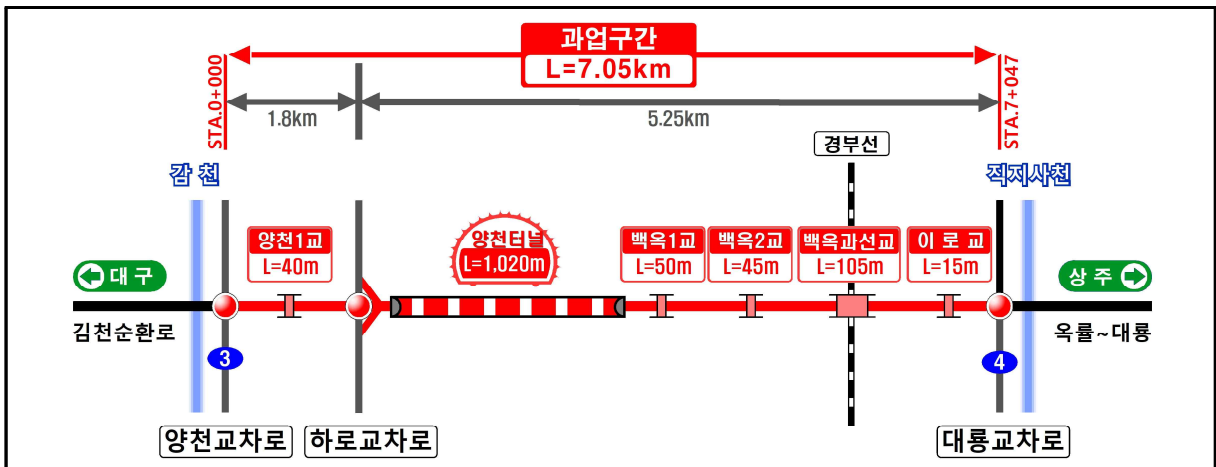 과업구간
L=7.05km
STA.0+000
STA.7+047
1.8km
5.25km
경부선
감 천
직지사천
양천1교
L=40m
양천터널
L=1,020m
백옥1교
L=50m
백옥2교
L=45m
백옥과선교
L=105m
이 로 교
L=15m
대 구
상 주
김천순환로
옥률~대룡
3
4
양천교차로
하로교차로
대룡교차로